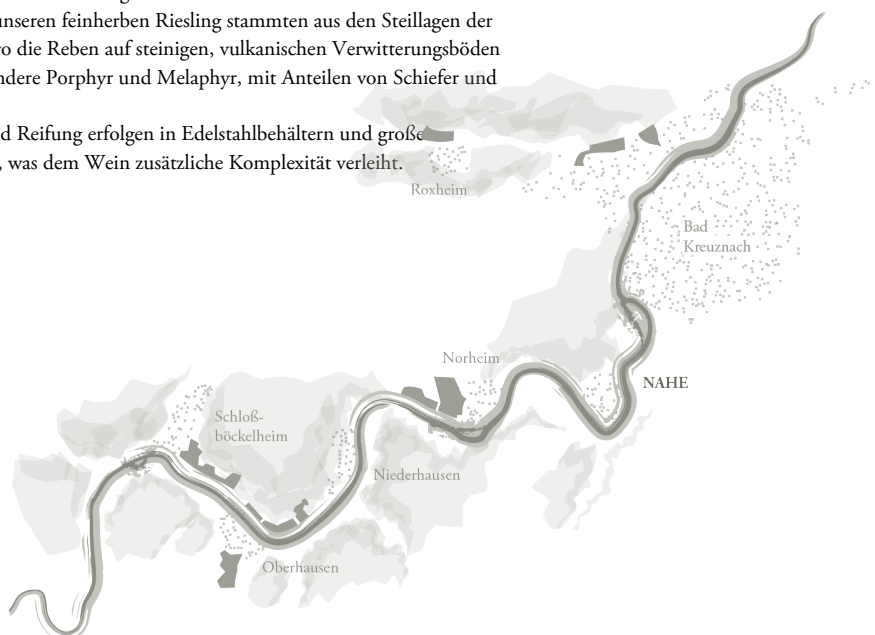 unseren feinherben Riesling stammten aus den Steillagen der
die Reben auf steinigen, vulkanischen Verwitterungsböden
Porphyr und Melaphyr, mit Anteilen von Schiefer und
Reifung erfolgen in Edelstahlbehältern und große
, was dem Wein zusätzliche Komplexität verleiht.
Roxheim
Bad
Kreuznach
Norheim
NAHE
Schloß-
böckelheim
Niederhausen
Oberhausen